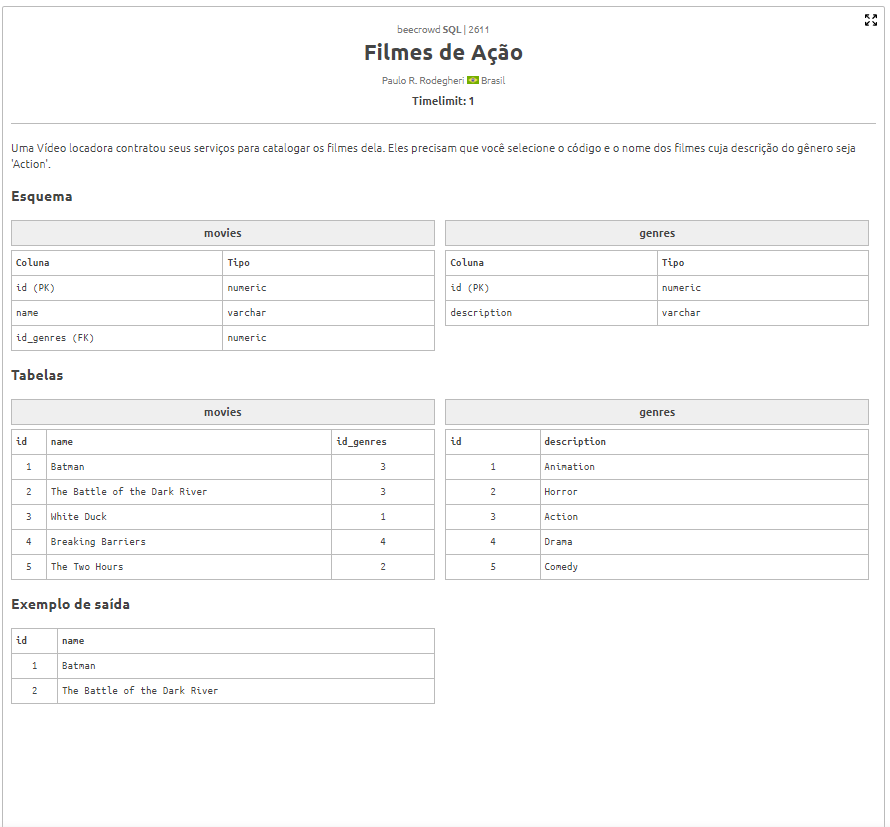 beecrowd SQL | 2611
Filmes de Ação
Paulo R. Rodegheri Brasil
Timelimit: 1
Uma Vídeo locadora contratou seus serviços para catalogar os filmes dela. Eles precisam que você selecione o código e o nome dos filmes cuja descrição do gênero seja
'Action'.
Esquema
movies
Coluna Tipo
id (PK) numeric
name varchar
id_genres (FK) numeric
genres
Coluna Tipo
id (PK) numeric
description varchar
Tabelas
movies
id name id_genres
1 Batman 3
2 The Battle of the Dark River 3
3 White Duck 1
4 Breaking Barriers 4
5 The Two Hours 2
genres
id description
1 Animation
2 Horror
3 Action
4 Drama
5 Comedy
Exemplo de saída
id name
1 Batman
2 The Battle of the Dark River